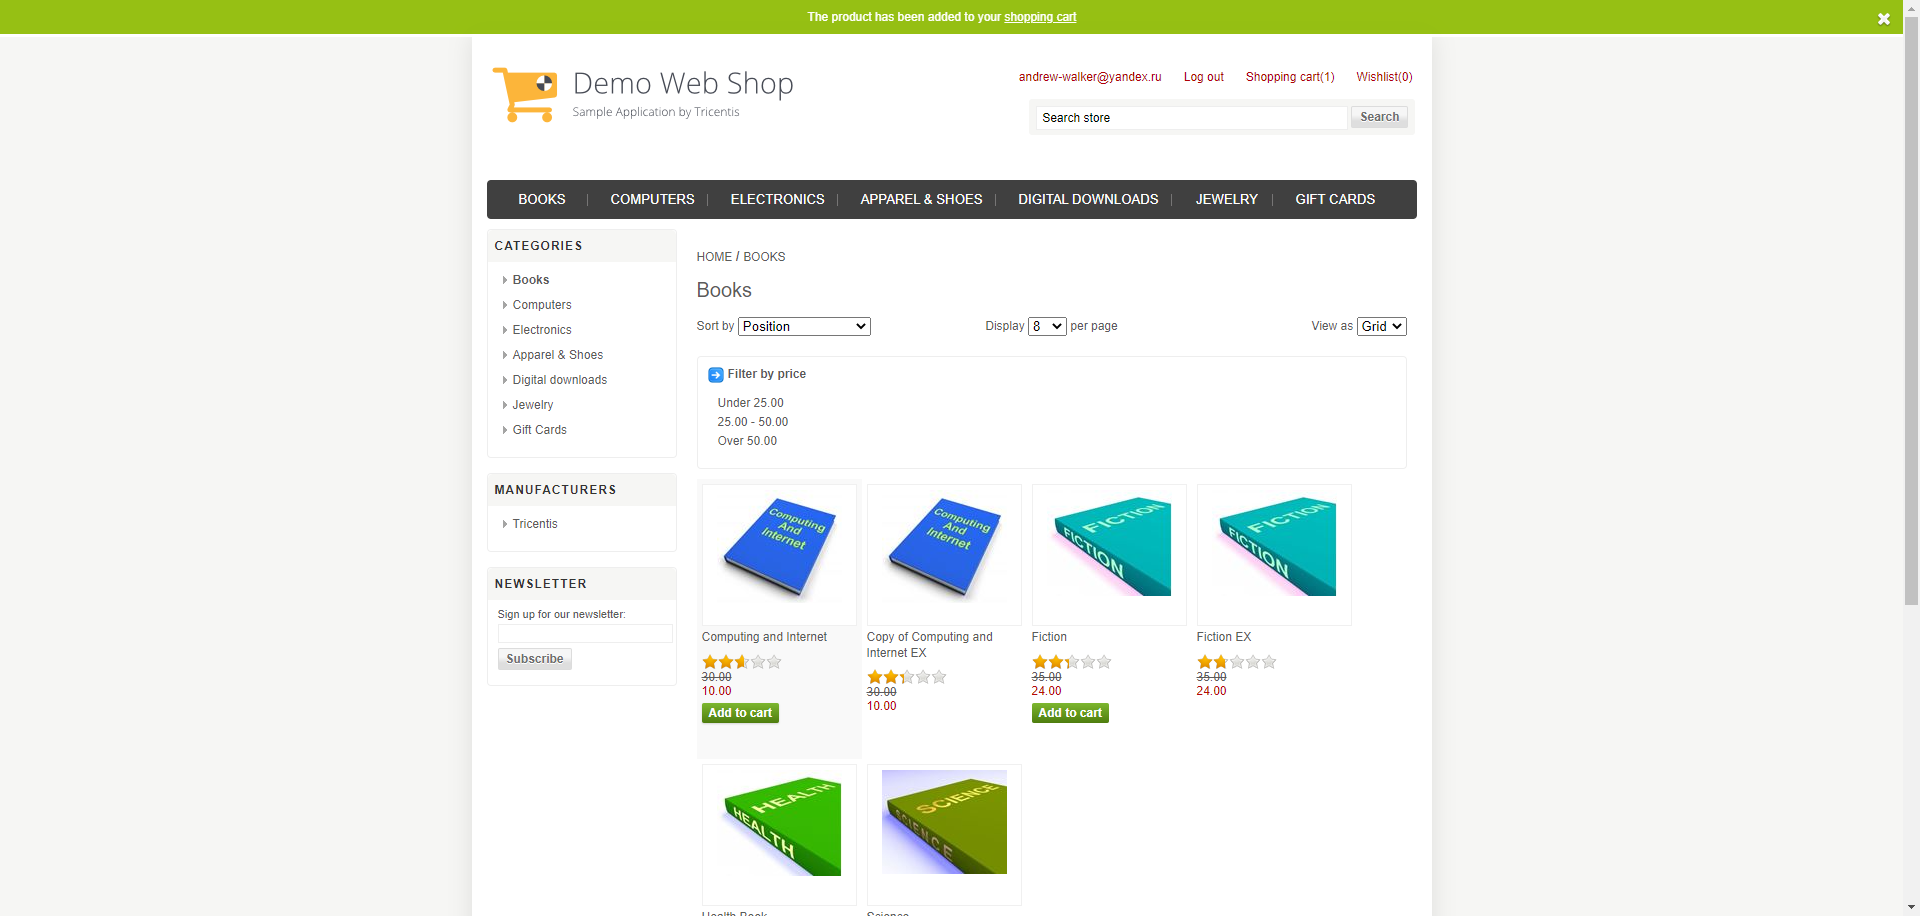 The product has been added to your shopping cart
Demo Web Shop
Sample Application by Tricentis
andrew-walker@yandex.ru Log out Shopping cart(1) Wishlist(0)
Search store Search
BOOKS COMPUTERS ELECTRONICS APPAREL & SHOES DIGITAL DOWNLOADS JEWELRY GIFT CARDS
CATEGORIES
Books
Computers
Electronics
Apparel & Shoes
Digital downloads
Jewelry
Gift Cards
MANUFACTURERS
Tricentis
NEWSLETTER
Sign up for our newsletter:
Subscribe
HOME / BOOKS
Books
Sort by Position Display 8 per page View as Grid
Filter by price
Under 25.00
25.00 - 50.00
Over 50.00
Computing
And
Internet
Computing and Internet
30.00
10.00
Add to cart
Computing
And
Internet
Copy of Computing and
Internet EX
30.00
10.00
FICTION
FICTION
Fiction
35.00
24.00
Add to cart
FICTION
FICTION
Fiction EX
35.00
24.00
HEALTH
HEALTH
Health Book
SCIENCE
SCIENCE
Science